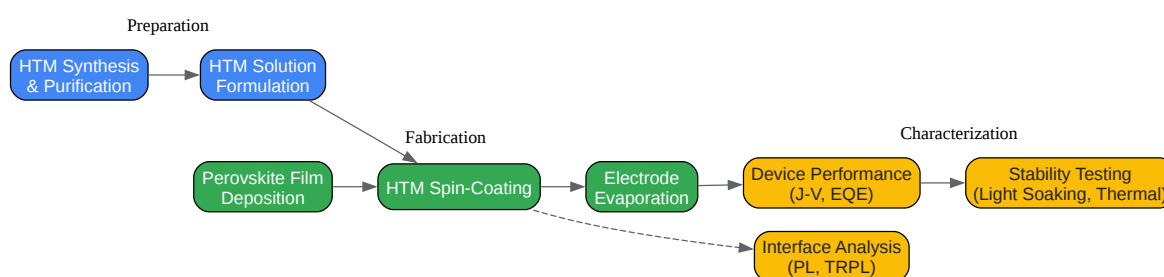 Preparation
HTM Synthesis
& Purification
HTM Solution
Formulation
Fabrication
Perovskite Film
Deposition
HTM Spin-Coating
Electrode
Evaporation
Characterization
Device Performance
(J-V, EQE)
Stability Testing
(Light Soaking, Thermal)
Interface Analysis
(PL, TRPL)